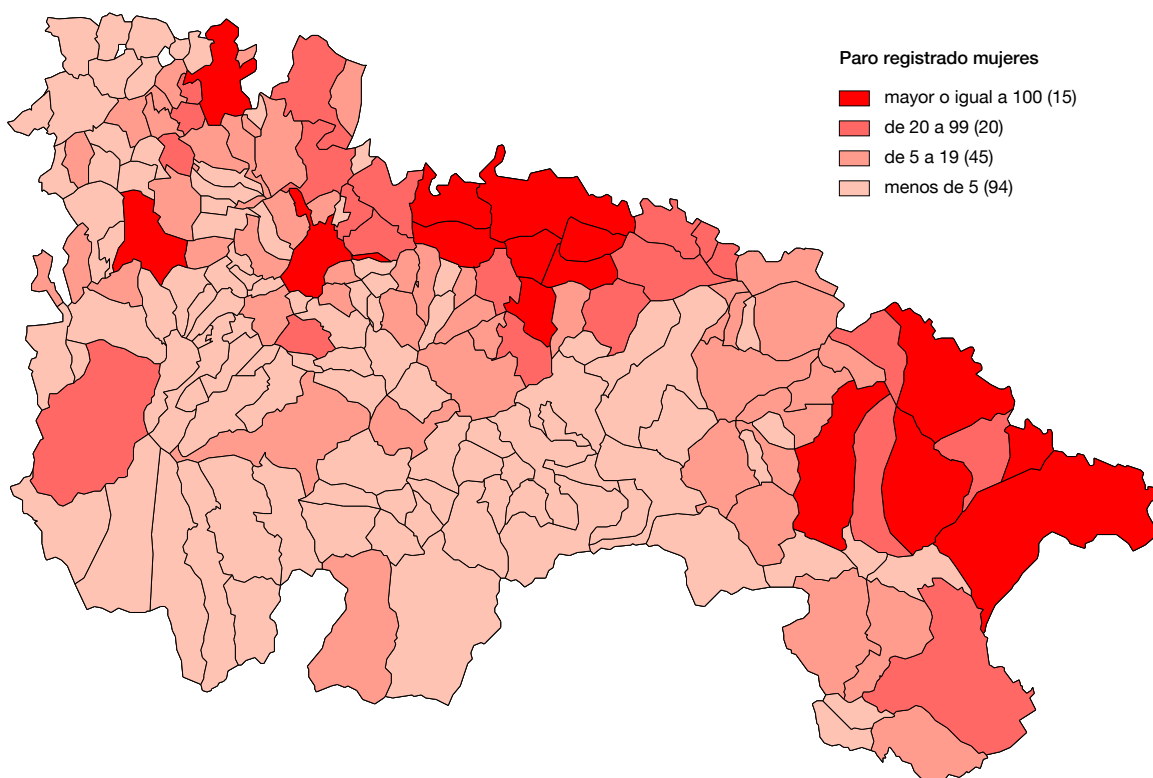 Paro registrado mujeres
mayor o igual a 100 (15)
de 20 a 99 (20)
de 5 a 19 (45)
menos de 5 (94)